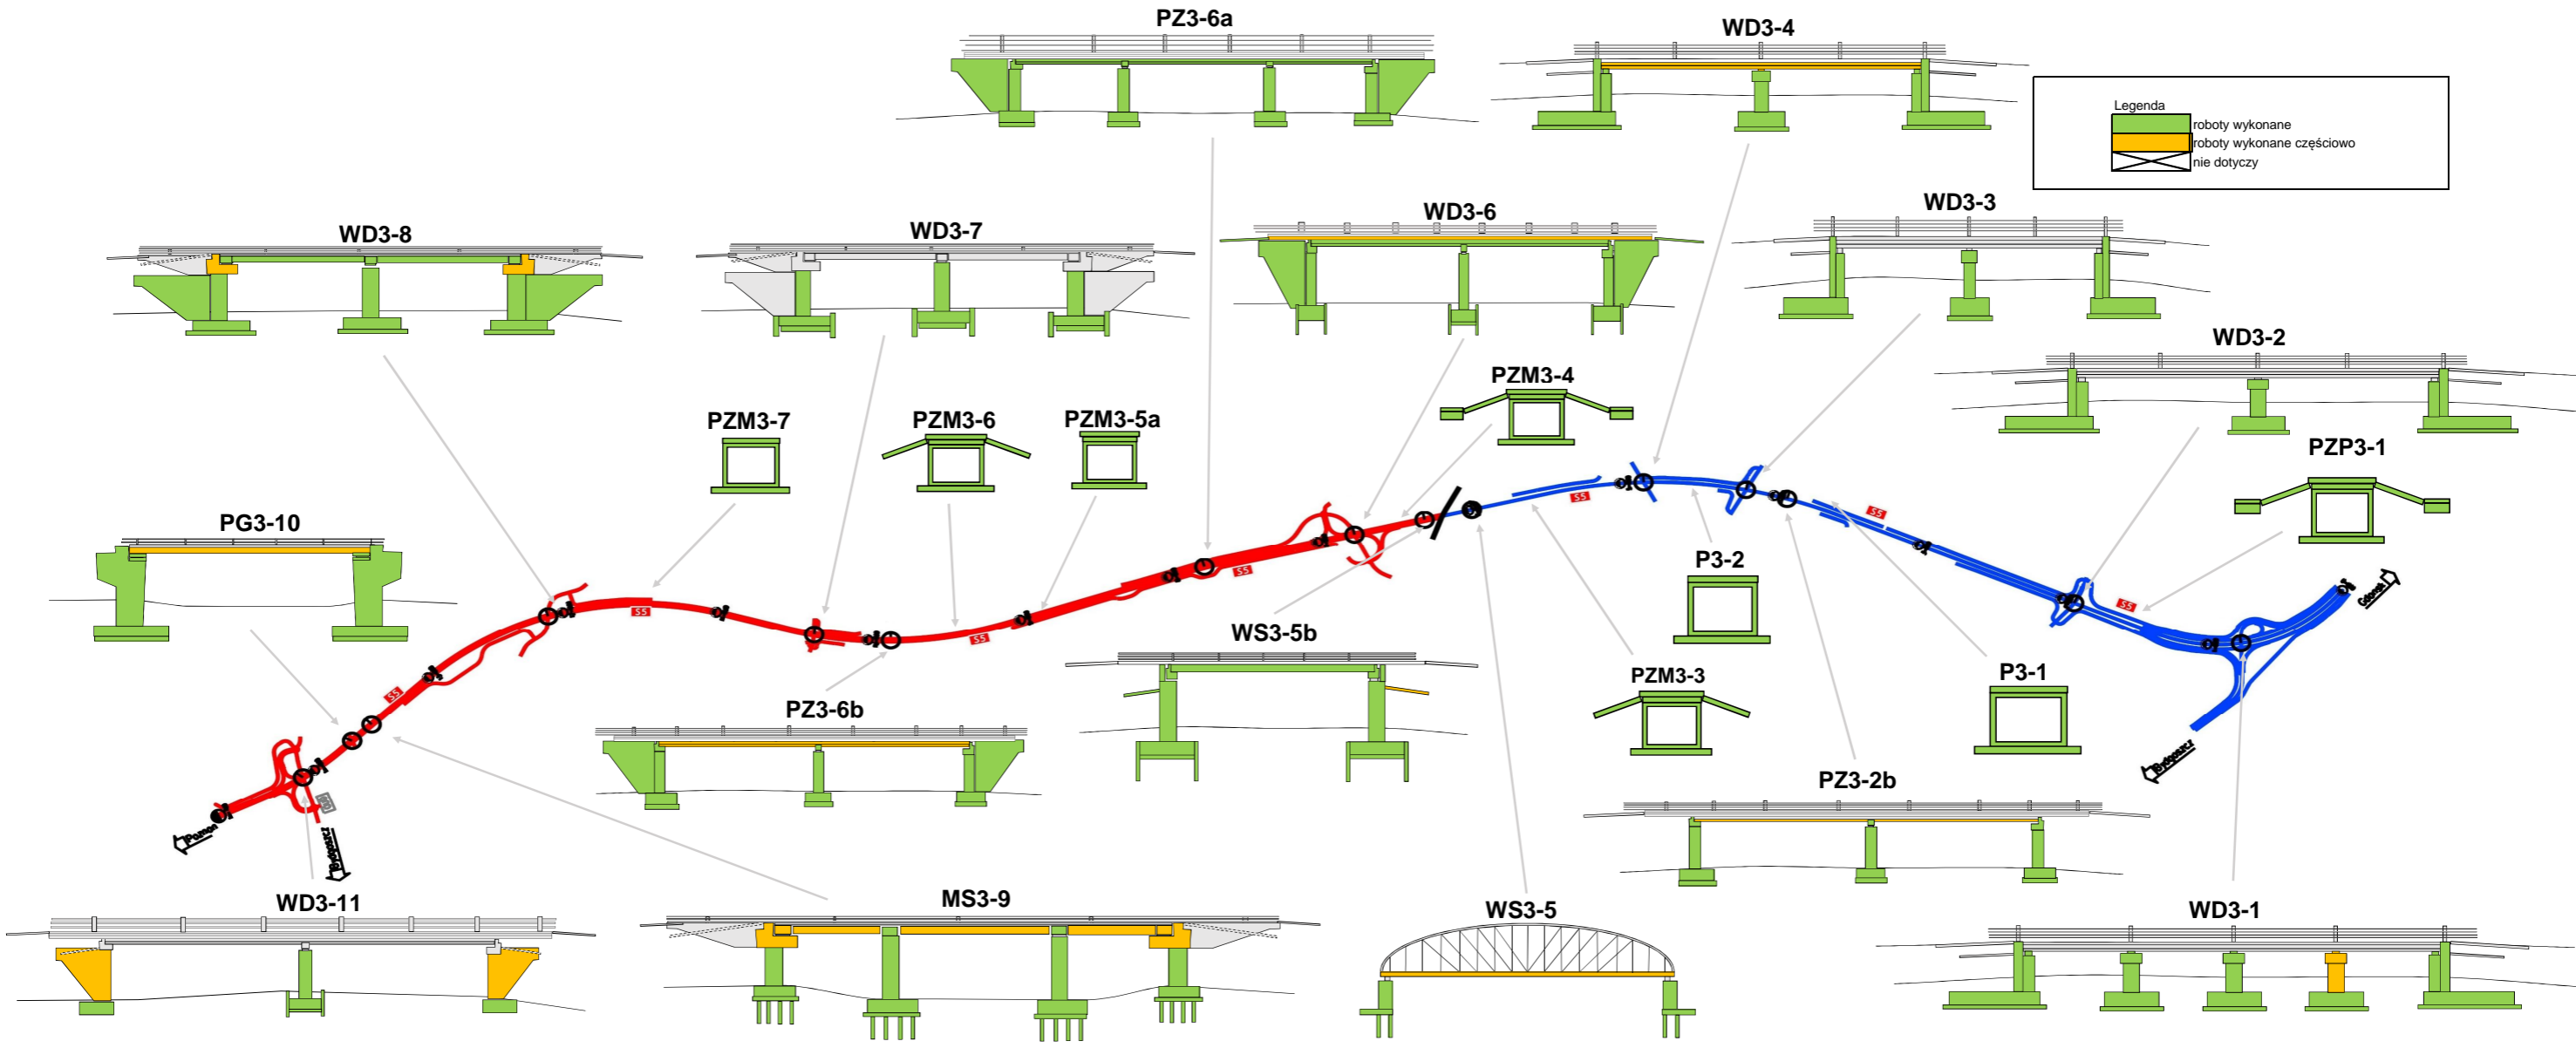 PZ3-6a
WD3-4
Legenda
roboty wykonane
roboty wykonane częściowo
nie dotyczy
WD3-8
WD3-7
WD3-6
WD3-3
WD3-2
PZM3-4
PZM3-7
PZM3-6
PZM3-5a
PZP3-1
PG3-10
S5
S5
P3-2
S5
S5
S5
Gdańsk
WS3-5b
S5
PZM3-3
P3-1
S5
PZ3-6b
Bydgoszcz
PZ3-2b
Poznań
Bydgoszcz
WD3-11
MS3-9
WS3-5
WD3-1